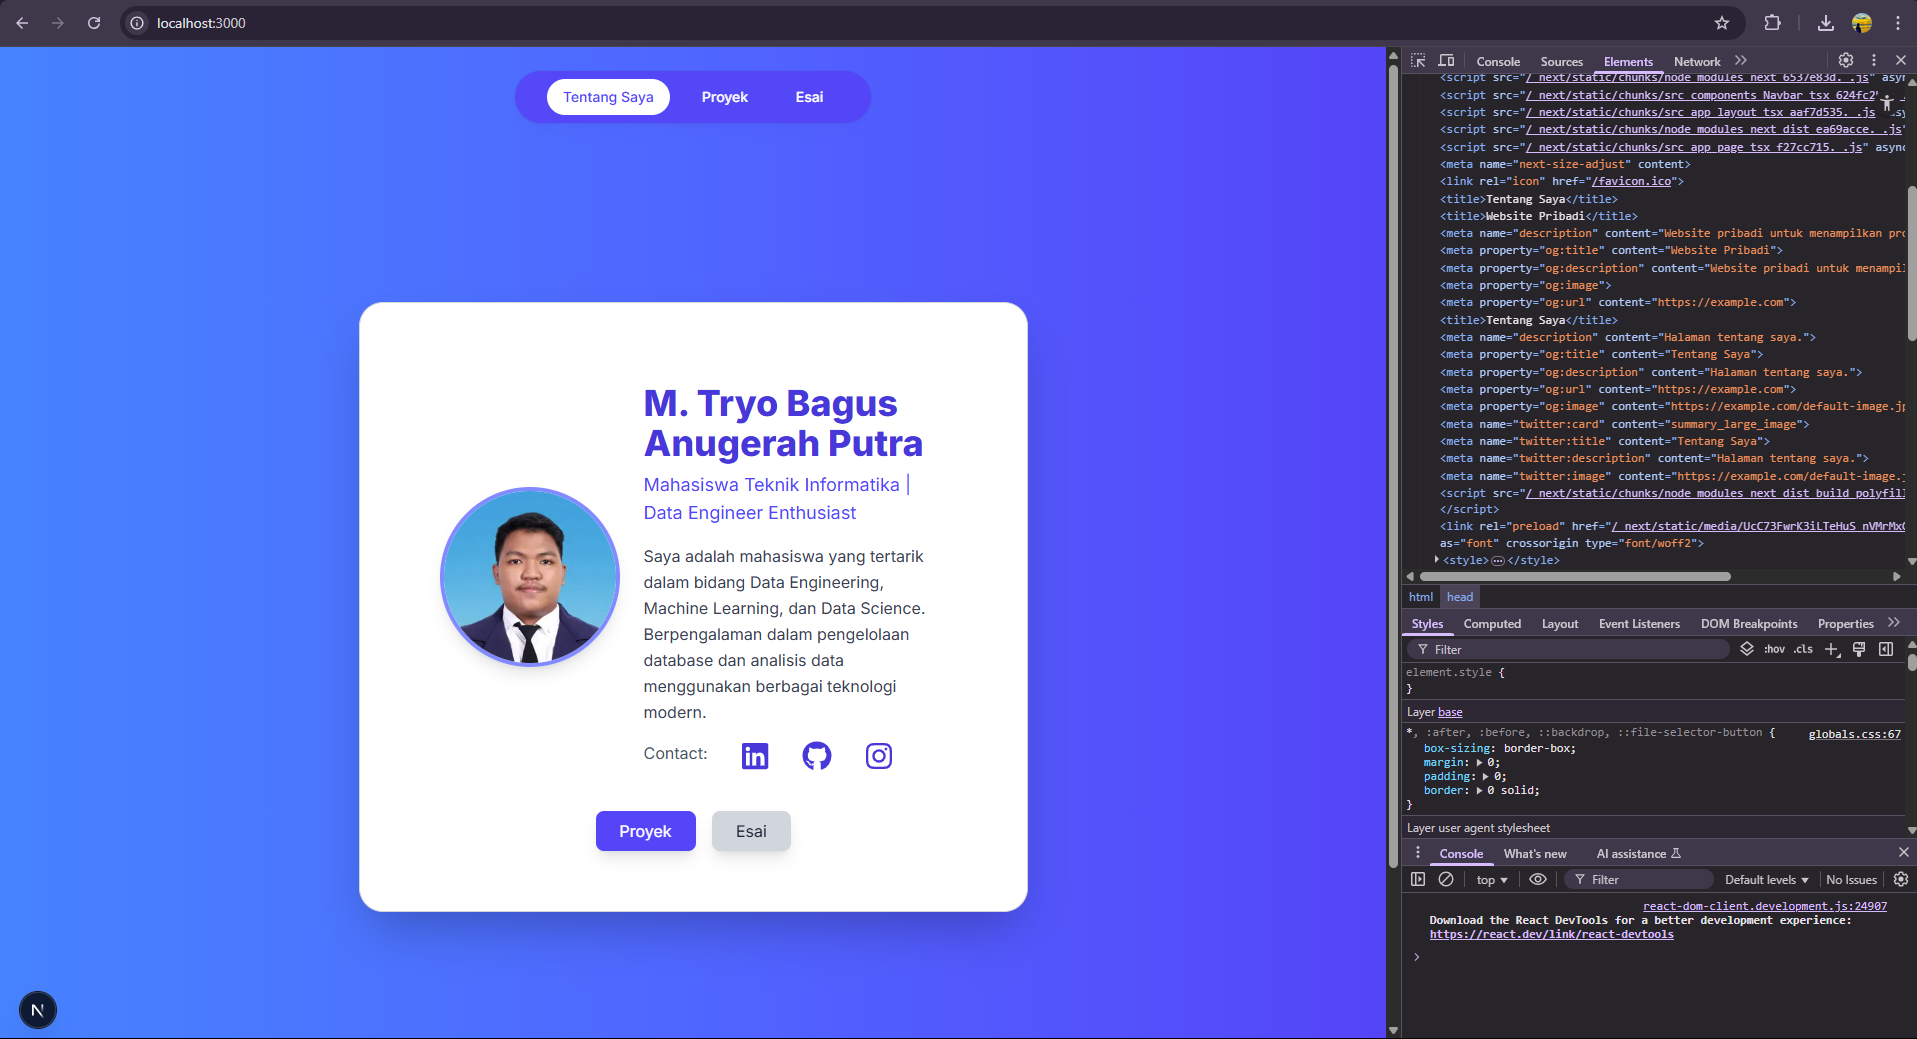 localhost:3000
Tentang Saya
Proyek
Esai
M. Tryo Bagus
Anugerah Putra
Mahasiswa Teknik Informatika |
Data Engineer Enthusiast
Saya adalah mahasiswa yang tertarik
dalam bidang Data Engineering,
Machine Learning, dan Data Science.
Berpengalaman dalam pengelolaan
database dan analisis data
menggunakan berbagai teknologi
modern.
Contact:
Proyek
Esai
N
Console Sources Elements Network
<script src="/_next/static/chunks/node_modules_next_6537e83d._.js" asyn
<script src="/_next/static/chunks/src_components_Navbar_tsx_624fc2
<script src="/_next/static/chunks/src_app_layout_tsx_aaf7d535._.js
<script src="/_next/static/chunks/node_modules_next_dist_ea69acce._.js"
<script src="/_next/static/chunks/src_app_page_tsx_f27cc715._.js" async
<meta name="next-size-adjust" content>
<link rel="icon" href="/favicon.ico">
<title>Tentang Saya</title>
<title>Website Pribadi</title>
<meta name="description" content="Website pribadi untuk menampilkan pro
<meta property="og:title" content="Website Pribadi">
<meta property="og:description" content="Website pribadi untuk menampil
<meta property="og:image">
<meta property="og:url" content="https://example.com">
<title>Tentang Saya</title>
<meta name="description" content="Halaman tentang saya.">
<meta property="og:title" content="Tentang Saya">
<meta property="og:description" content="Halaman tentang saya.">
<meta property="og:url" content="https://example.com">
<meta property="og:image" content="https://example.com/default-image.jp
<meta name="twitter:card" content="summary_large_image">
<meta name="twitter:title" content="Tentang Saya">
<meta name="twitter:description" content="Halaman tentang saya.">
<meta name="twitter:image" content="https://example.com/default-image.j
<script src="/_next/static/chunks/node_modules_next_dist_build_polyfill
</script>
<link rel="preload" href="/_next/static/media/UcC73FwrK3iLTeHuS_nVMrMxC
as="font" crossorigin type="font/woff2">
<style>…</style>
html head
Styles Computed Layout Event Listeners DOM Breakpoints Properties
Filter :hov .cls
element.style {
}
Layer base
*, :after, :before, ::backdrop, ::file-selector-button { globals.css:67
box-sizing: border-box;
margin: 0;
padding: 0;
border: 0 solid;
}
Layer user agent stylesheet
Console What's new AI assistance
top Filter Default levels No Issues
react-dom-client.development.js:24907
Download the React DevTools for a better development experience:
https://react.dev/link/react-devtools